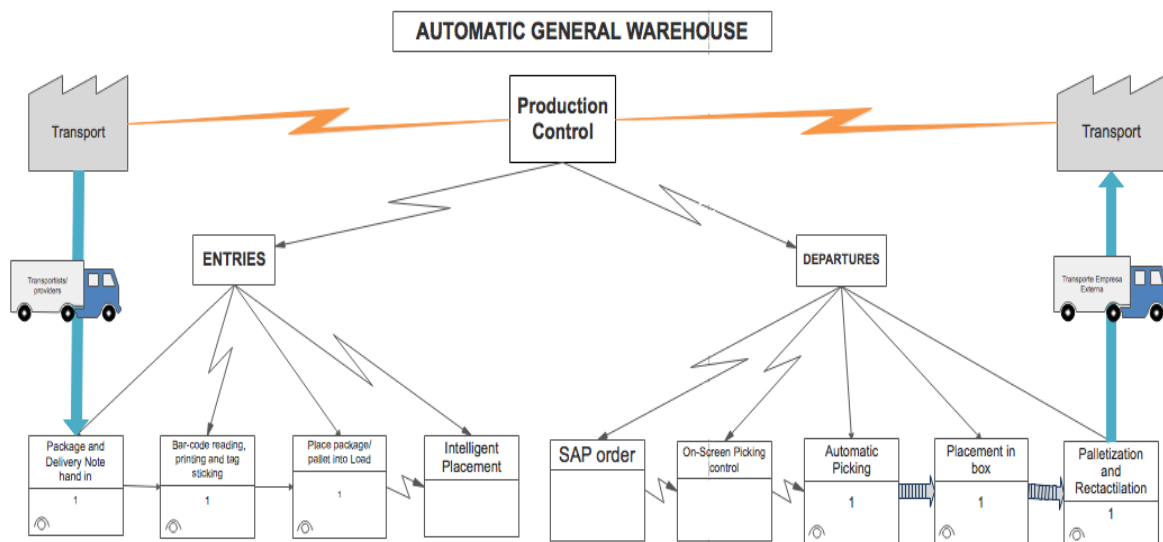 AUTOMATIC GENERAL WAREHOUSE
Transport
Production
Control
Transport
ENTRIES
DEPARTURES
Transportists/
providers
Transporte Empresa
Externa
Package and
Delivery Note
hand in
1
Bar-code reading,
printing and tag
sticking
1
Place package/
pallet into Load
1
Intelligent
Placement
SAP order
On-Screen Picking
control
Automatic
Picking
1
Placement in
box
1
Palletization and
Rectactilation
1